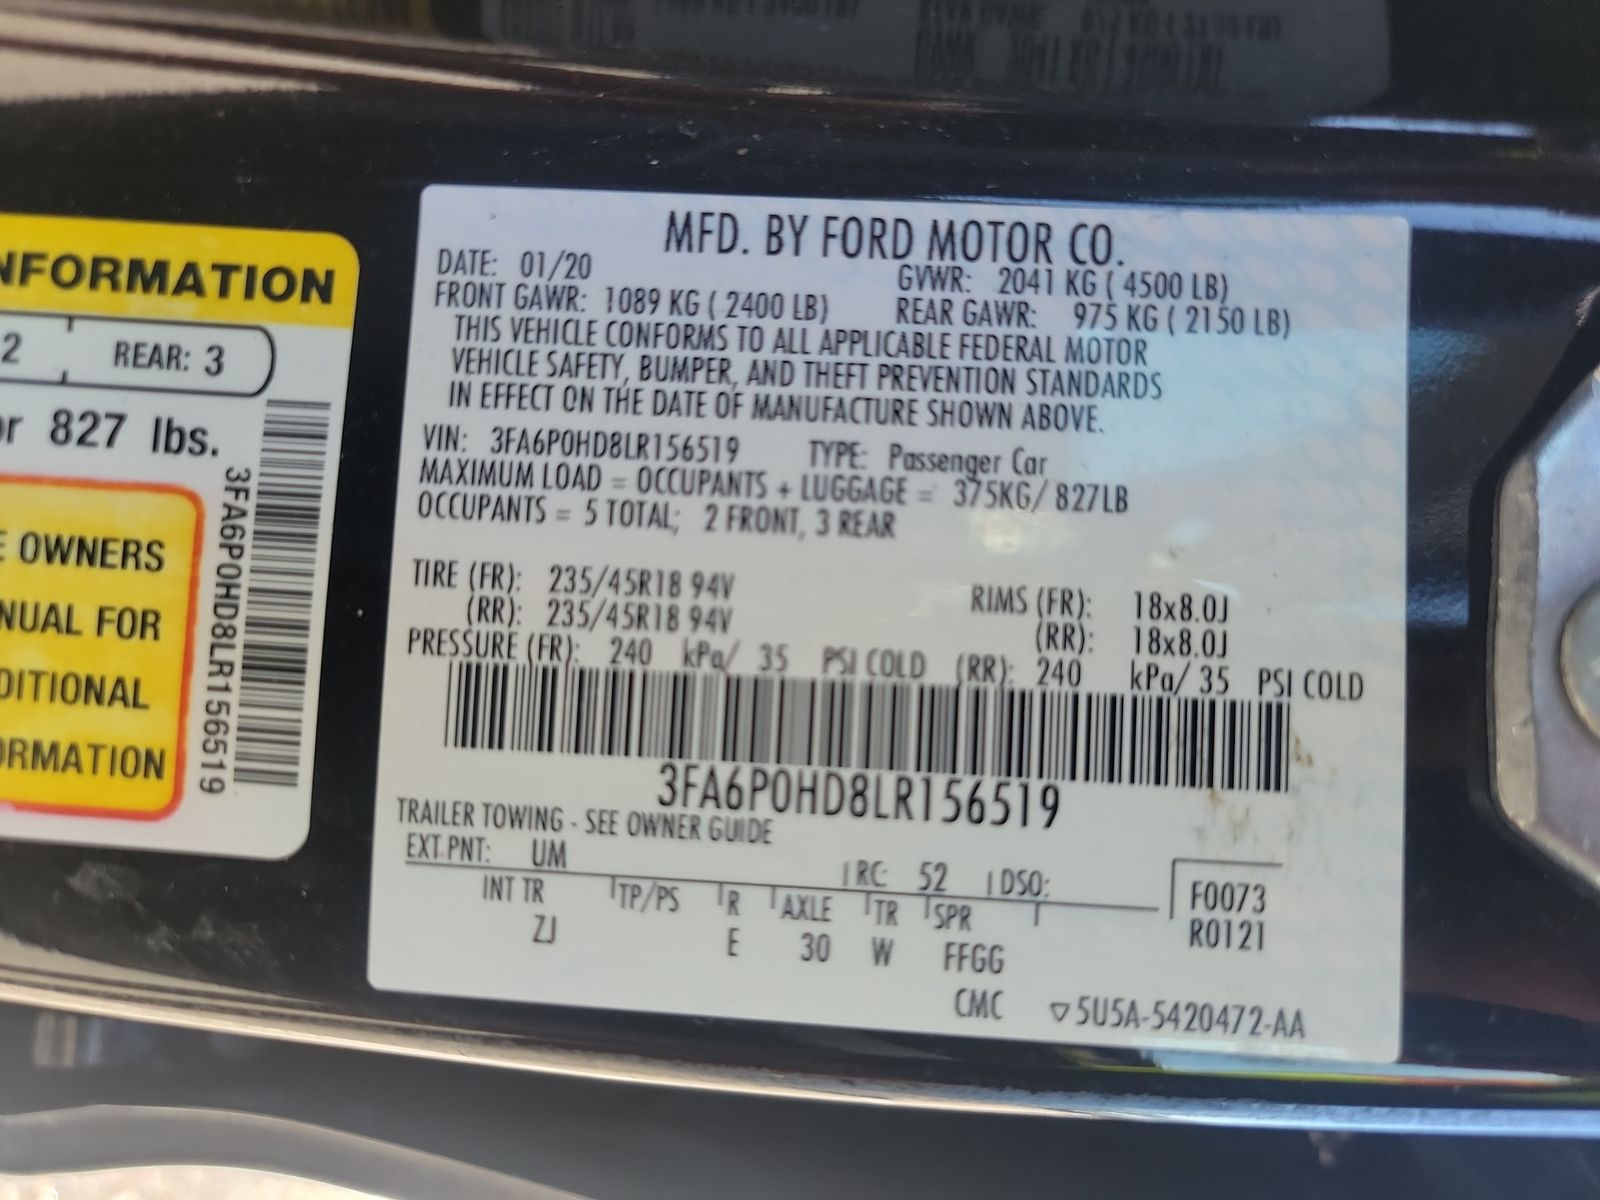 NFORMATION
2 REAR: 3
or 827 lbs.
OWNERS
NUAL FOR
DITIONAL
ORMATION
3FA6P0HD8LR156519
MFD. BY FORD MOTOR CO.
DATE: 01/20 GVWR: 2041 KG ( 4500 LB)
FRONT GAWR: 1089 KG ( 2400 LB) REAR GAWR: 975 KG ( 2150 LB)
THIS VEHICLE CONFORMS TO ALL APPLICABLE FEDERAL MOTOR
VEHICLE SAFETY, BUMPER, AND THEFT PREVENTION STANDARDS
IN EFFECT ON THE DATE OF MANUFACTURE SHOWN ABOVE.
VIN: 3FA6P0HD8LR156519 TYPE: Passenger Car
MAXIMUM LOAD = OCCUPANTS + LUGGAGE = 375KG/ 827LB
OCCUPANTS = 5 TOTAL; 2 FRONT, 3 REAR
TIRE (FR): 235/45R18 94V RIMS (FR): 18x8.0J
(RR): 235/45R18 94V (RR): 18x8.0J
PRESSURE (FR): 240 kPa/ 35 PSI COLD (RR): 240 kPa/ 35 PSI COLD
3FA6P0HD8LR156519
TRAILER TOWING - SEE OWNER GUIDE
EXT PNT: UM RC: 52 DSO: F0073
INT TR TP/PS R AXLE TR SPR R0121
ZJ E 30 W FFGG
CMC ▽5U5A-5420472-AA